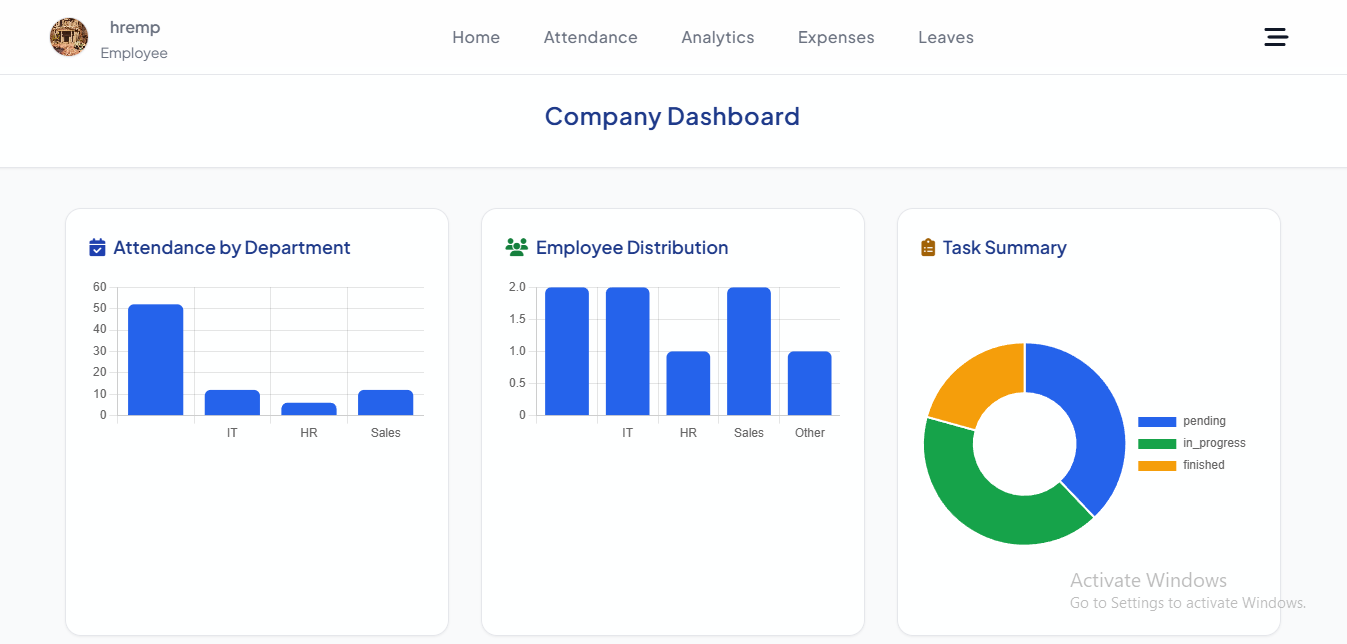 hremp
Employee
Home Attendance Analytics Expenses Leaves
Company Dashboard
Attendance by Department
60
50
40
30
20
10
0
IT HR Sales
Employee Distribution
2.0
1.5
1.0
0.5
0
IT HR Sales Other
Task Summary
pending
in_progress
finished
Activate Windows
Go to Settings to activate Windows.